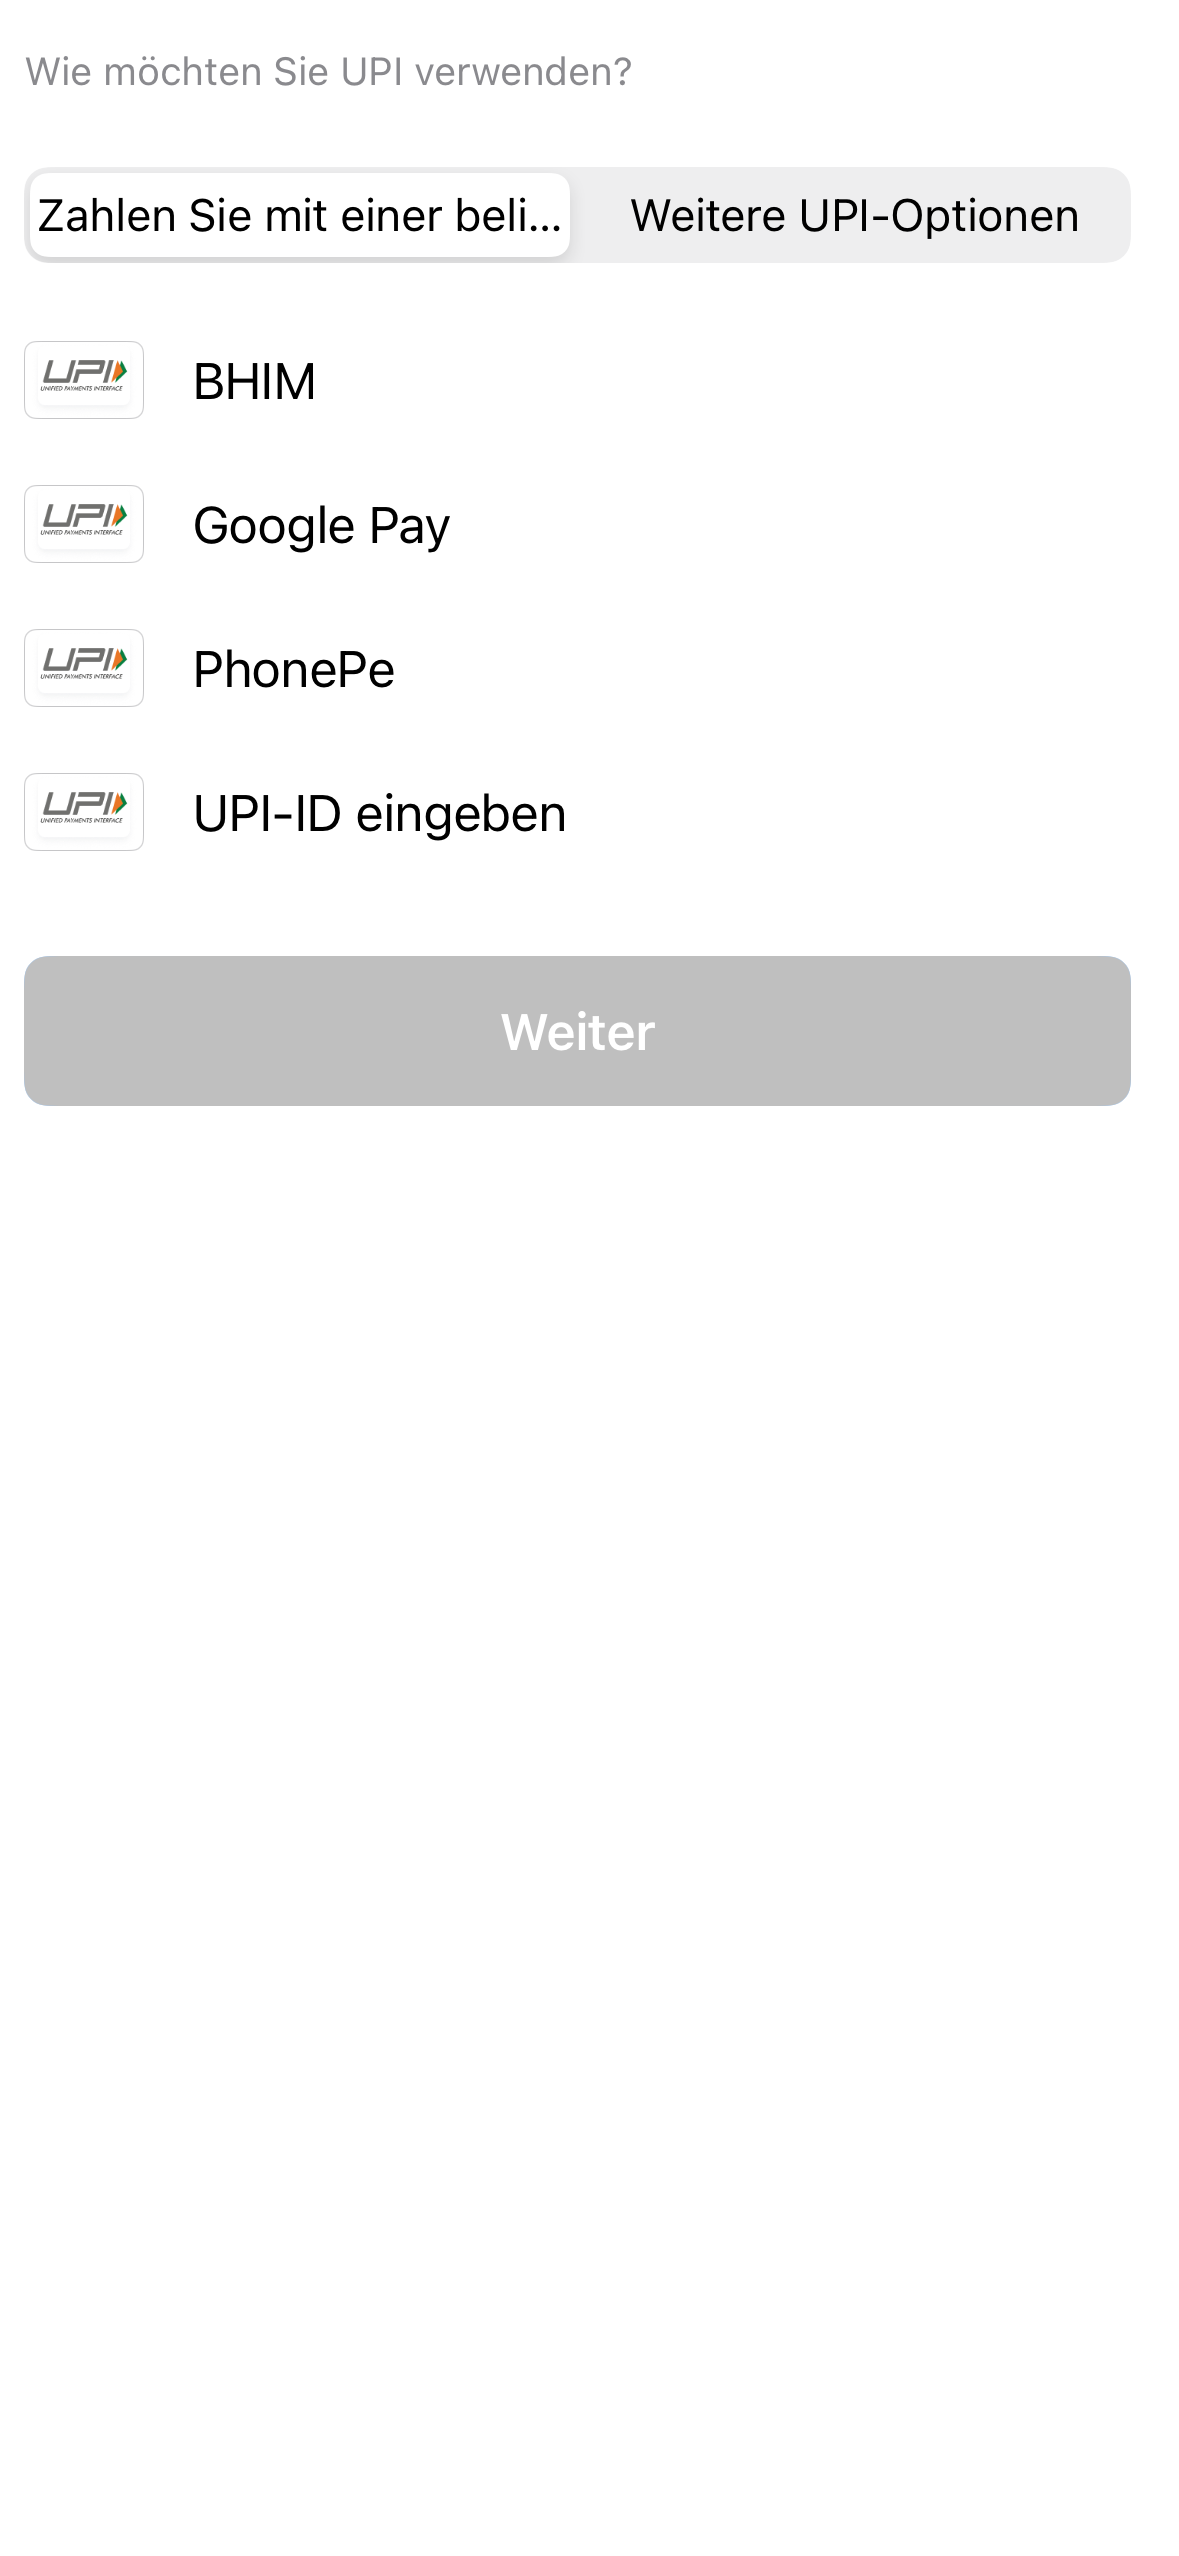 Wie möchten Sie UPI verwenden?
Zahlen Sie mit einer beli...
Weitere UPI-Optionen
UPI
UNIFIED PAYMENTS INTERFACE
BHIM
UPI
UNIFIED PAYMENTS INTERFACE
Google Pay
UPI
UNIFIED PAYMENTS INTERFACE
PhonePe
UPI
UNIFIED PAYMENTS INTERFACE
UPI-ID eingeben
Weiter